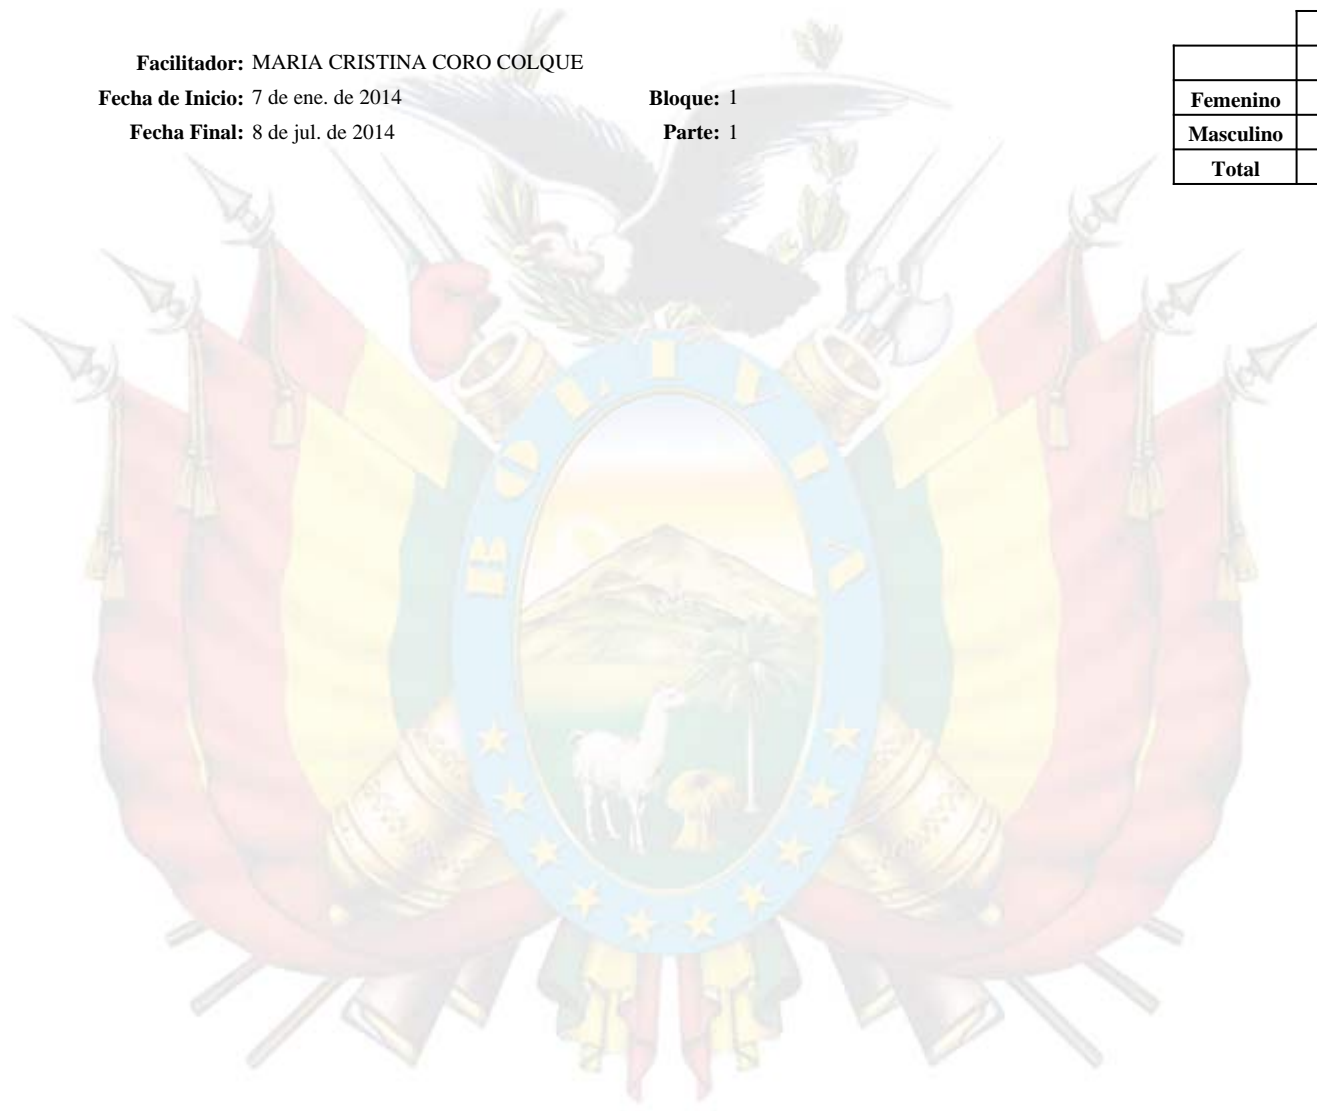 Facilitador: MARIA CRISTINA CORO COLQUE
Fecha de Inicio: 7 de ene. de 2014 Bloque: 1
Fecha Final: 8 de jul. de 2014 Parte: 1
Femenino
Masculino
Total
BOLIVIA